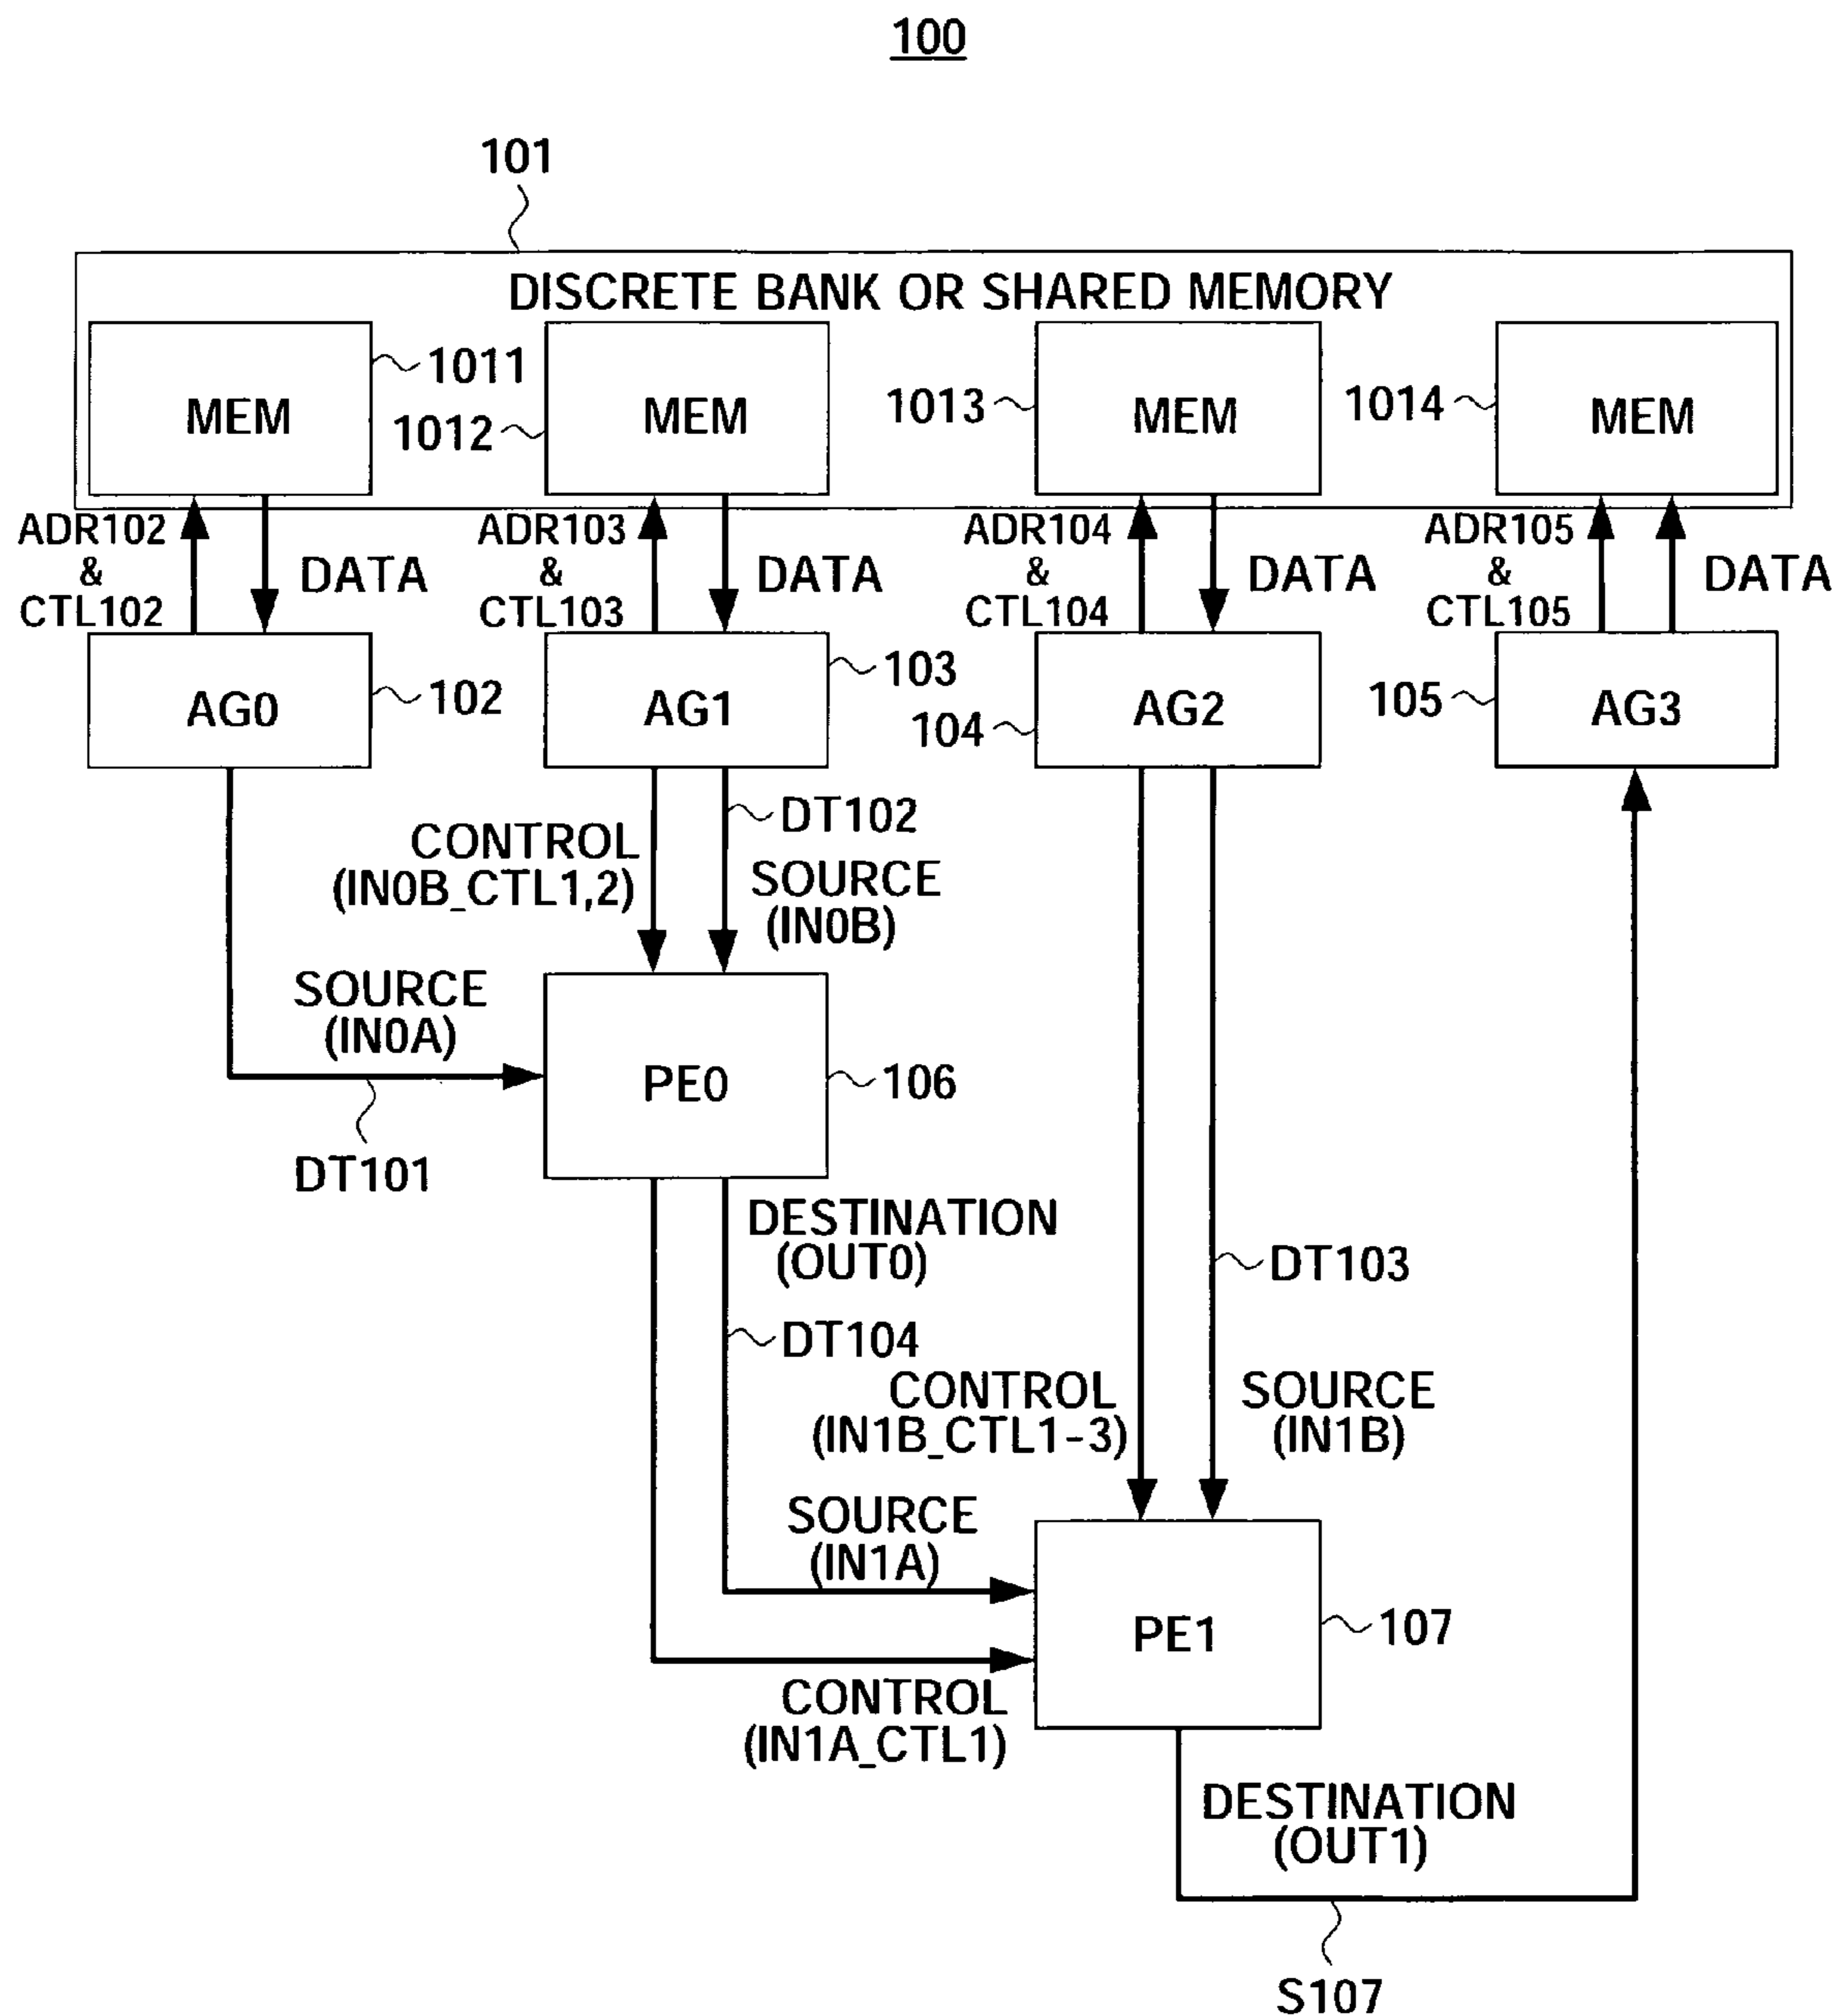 100
101
DISCRETE BANK OR SHARED MEMORY
MEM
1011
1012
MEM
1013
MEM
1014
MEM
ADR102
&
CTL102
DATA
ADR103
&
CTL103
DATA
ADR104
&
CTL104
DATA
ADR105
&
CTL105
DATA
AG0
102
AG1
103
104
AG2
105
AG3
CONTROL
(IN0B_CTL1,2)
DT102
SOURCE
(IN0B)
SOURCE
(IN0A)
DT101
PE0
106
DESTINATION
(OUT0)
DT104
DT103
CONTROL
(IN1B_CTL1-3)
SOURCE
(IN1B)
SOURCE
(IN1A)
PE1
107
CONTROL
(IN1A_CTL1)
DESTINATION
(OUT1)
S107